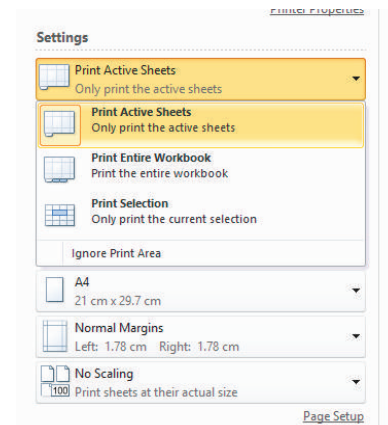 Printer Properties
Settings
Print Active Sheets
Only print the active sheets
Print Active Sheets
Only print the active sheets
Print Entire Workbook
Print the entire workbook
Print Selection
Only print the current selection
Ignore Print Area
A4
21 cm x 29.7 cm
Normal Margins
Left: 1.78 cm Right: 1.78 cm
No Scaling
100 Print sheets at their actual size
Page Setup